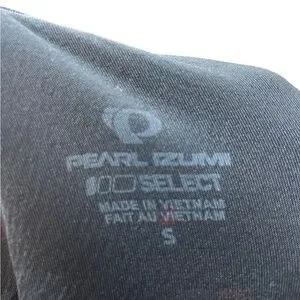 PEARL IZUMI
SELECT
MADE IN VIETNAM
FAIT AU VIETNAM
S